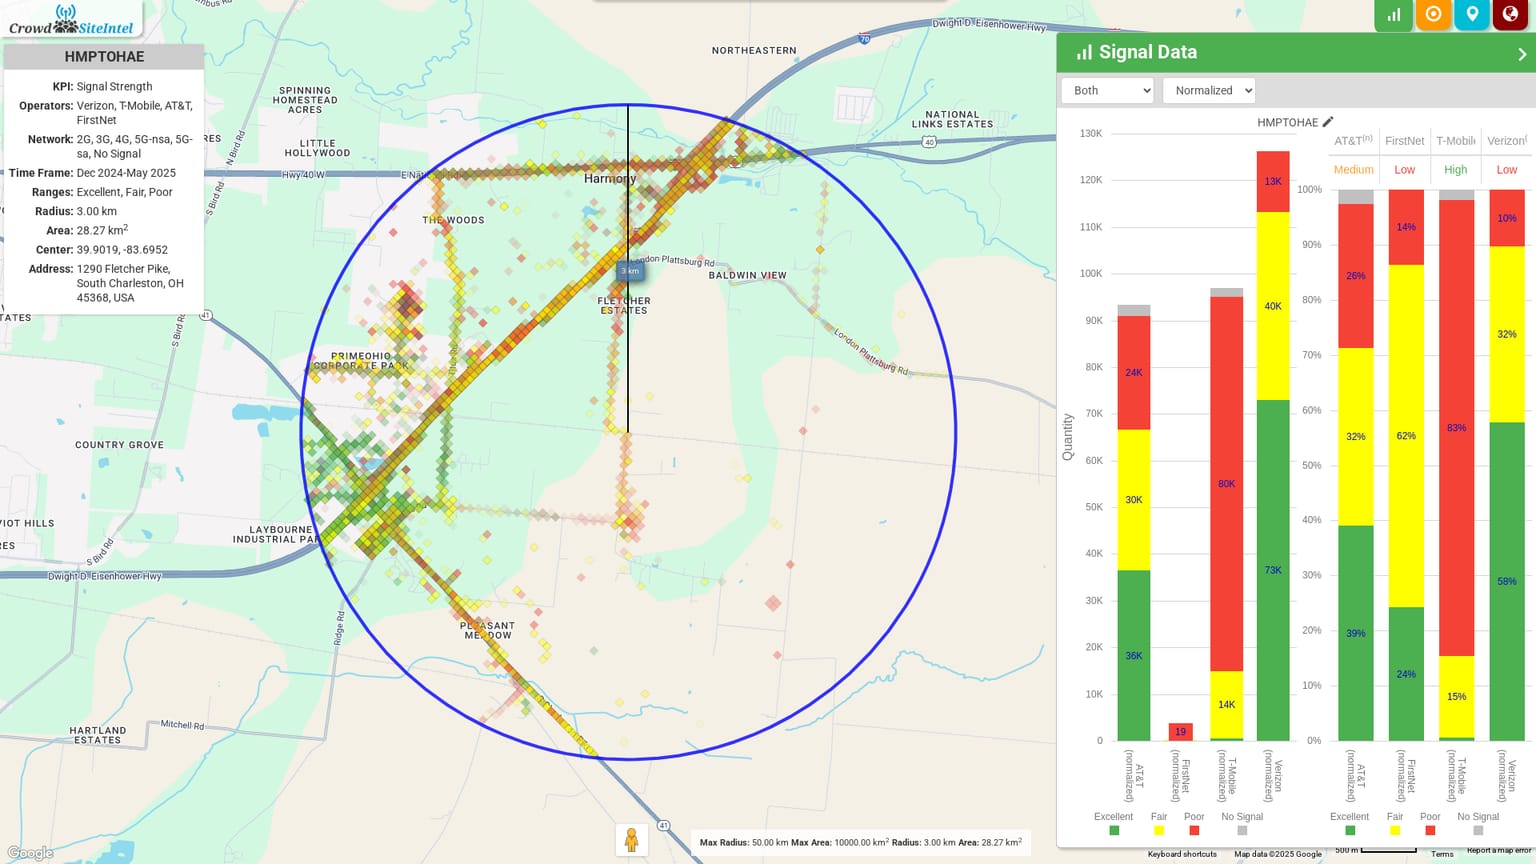 Crowd SiteIntel
HMPTOHAE
KPI: Signal Strength
Operators: Verizon, T-Mobile, AT&T,
FirstNet
Network: 2G, 3G, 4G, 5G-nsa, 5G-
sa, No Signal
Time Frame: Dec 2024-May 2025
Ranges: Excellent, Fair, Poor
Radius: 3.00 km
Area: 28.27 km²
Center: 39.9019, -83.6952
Address: 1290 Fletcher Pike,
South Charleston, OH
45368, USA
NORTHEASTERN
Dwight D. Eisenhower Hwy
70
SPINNING
HOMESTEAD
ACRES
LITTLE
HOLLYWOOD
RES
N Bird Rd
S Bird Rd
Hwy 40 W
E N
Harmony
NATIONAL
LINKS ESTATES
40
THE WOODS
London Plattsburg Rd
BALDWIN VIEW
3 km
FLETCHER
ESTATES
TATES
41
S Bird Rd
PRIMEOHIO
CORPORATE PARK
London Plattsburg Rd
COUNTRY GROVE
VIOT HILLS
RES
LAYBOURNE
INDUSTRIAL PAR
S Bird Rd
Dwight D. Eisenhower Hwy
Ridge Rd
PLEASANT
MEADOW
HARTLAND
ESTATES
Mitchell Rd
41
Google
Max Radius: 50.00 km Max Area: 10000.00 km² Radius: 3.00 km Area: 28.27 km²
Keyboard shortcuts
Map data ©2025 Google
500 m
Terms
Report a map error
Signal Data
Both
Normalized
HMPTOHAE
Quantity
130K
120K
110K
100K
90K
80K
70K
60K
50K
40K
30K
20K
10K
0
24K
30K
36K
19
80K
14K
13K
40K
73K
AT&T
(normalized)
FirstNet
(normalized)
T-Mobile
(normalized)
Verizon
(normalized)
Excellent
Fair
Poor
No Signal
AT&T(n)
FirstNet
T-Mobile
Verizon(
Medium
Low
High
Low
100%
90%
80%
70%
60%
50%
40%
30%
20%
10%
0%
26%
32%
39%
14%
62%
24%
83%
15%
10%
32%
58%
AT&T
(normalized)
FirstNet
(normalized)
T-Mobile
(normalized)
Verizon
(normalized)
Excellent
Fair
Poor
No Signal